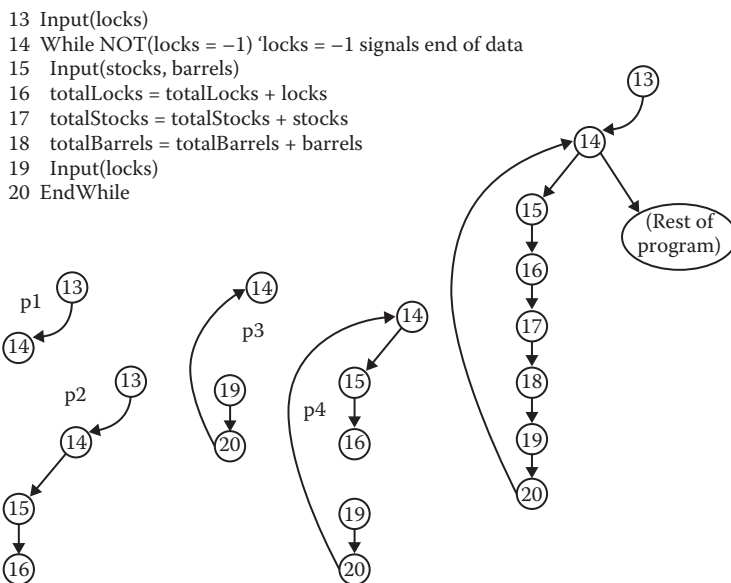 13 Input(locks)
14 While NOT(locks = –1) ‘locks = –1 signals end of data
15 Input(stocks, barrels)
16 totalLocks = totalLocks + locks
17 totalStocks = totalStocks + stocks
18 totalBarrels = totalBarrels + barrels
19 Input(locks)
20 EndWhile
13
14
15
(Rest of
program)
16
17
18
19
20
p1
13
14
p2
13
14
15
16
p3
14
19
20
p4
14
15
16
19
20